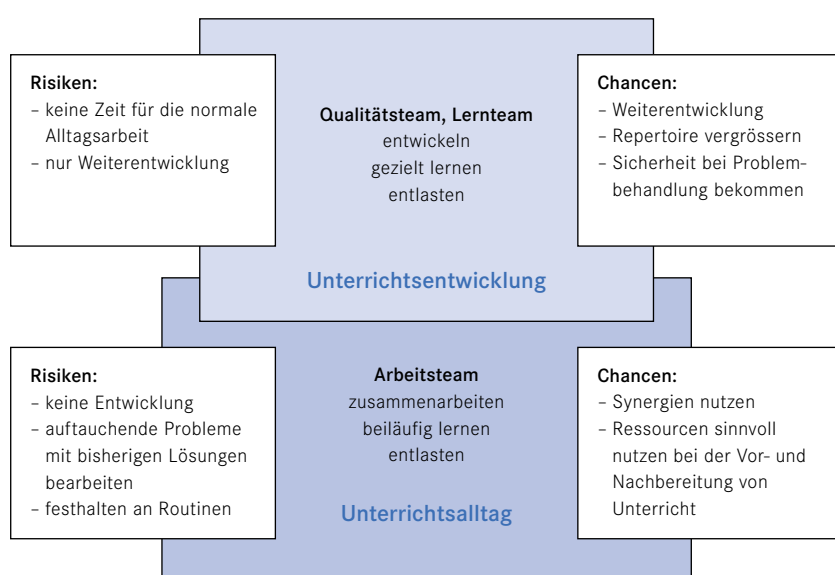 Risiken:
– keine Zeit für die normale
Alltagsarbeit
– nur Weiterentwicklung
Qualitätsteam, Lernteam
entwickeln
gezielt lernen
entlasten
Unterrichtsentwicklung
Chancen:
– Weiterentwicklung
– Repertoire vergrössern
– Sicherheit bei Problem-
behandlung bekommen
Risiken:
– keine Entwicklung
– auftauchende Probleme
mit bisherigen Lösungen
bearbeiten
– festhalten an Routinen
Arbeitsteam
zusammenarbeiten
beiläufig lernen
entlasten
Unterrichtsalltag
Chancen:
– Synergien nutzen
– Ressourcen sinnvoll
nutzen bei der Vor- und
Nachbereitung von
Unterricht